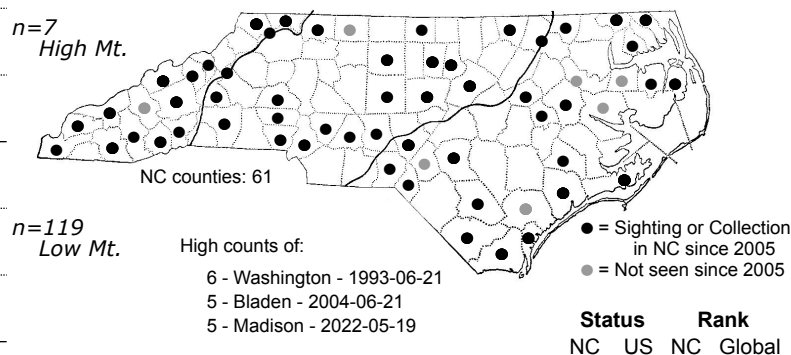 n=7
High Mt.
NC counties: 61
n=119
Low Mt.
High counts of:
6 - Washington - 1993-06-21
5 - Bladen - 2004-06-21
5 - Madison - 2022-05-19
● = Sighting or Collection
in NC since 2005
● = Not seen since 2005
Status Rank
NC US NC Global